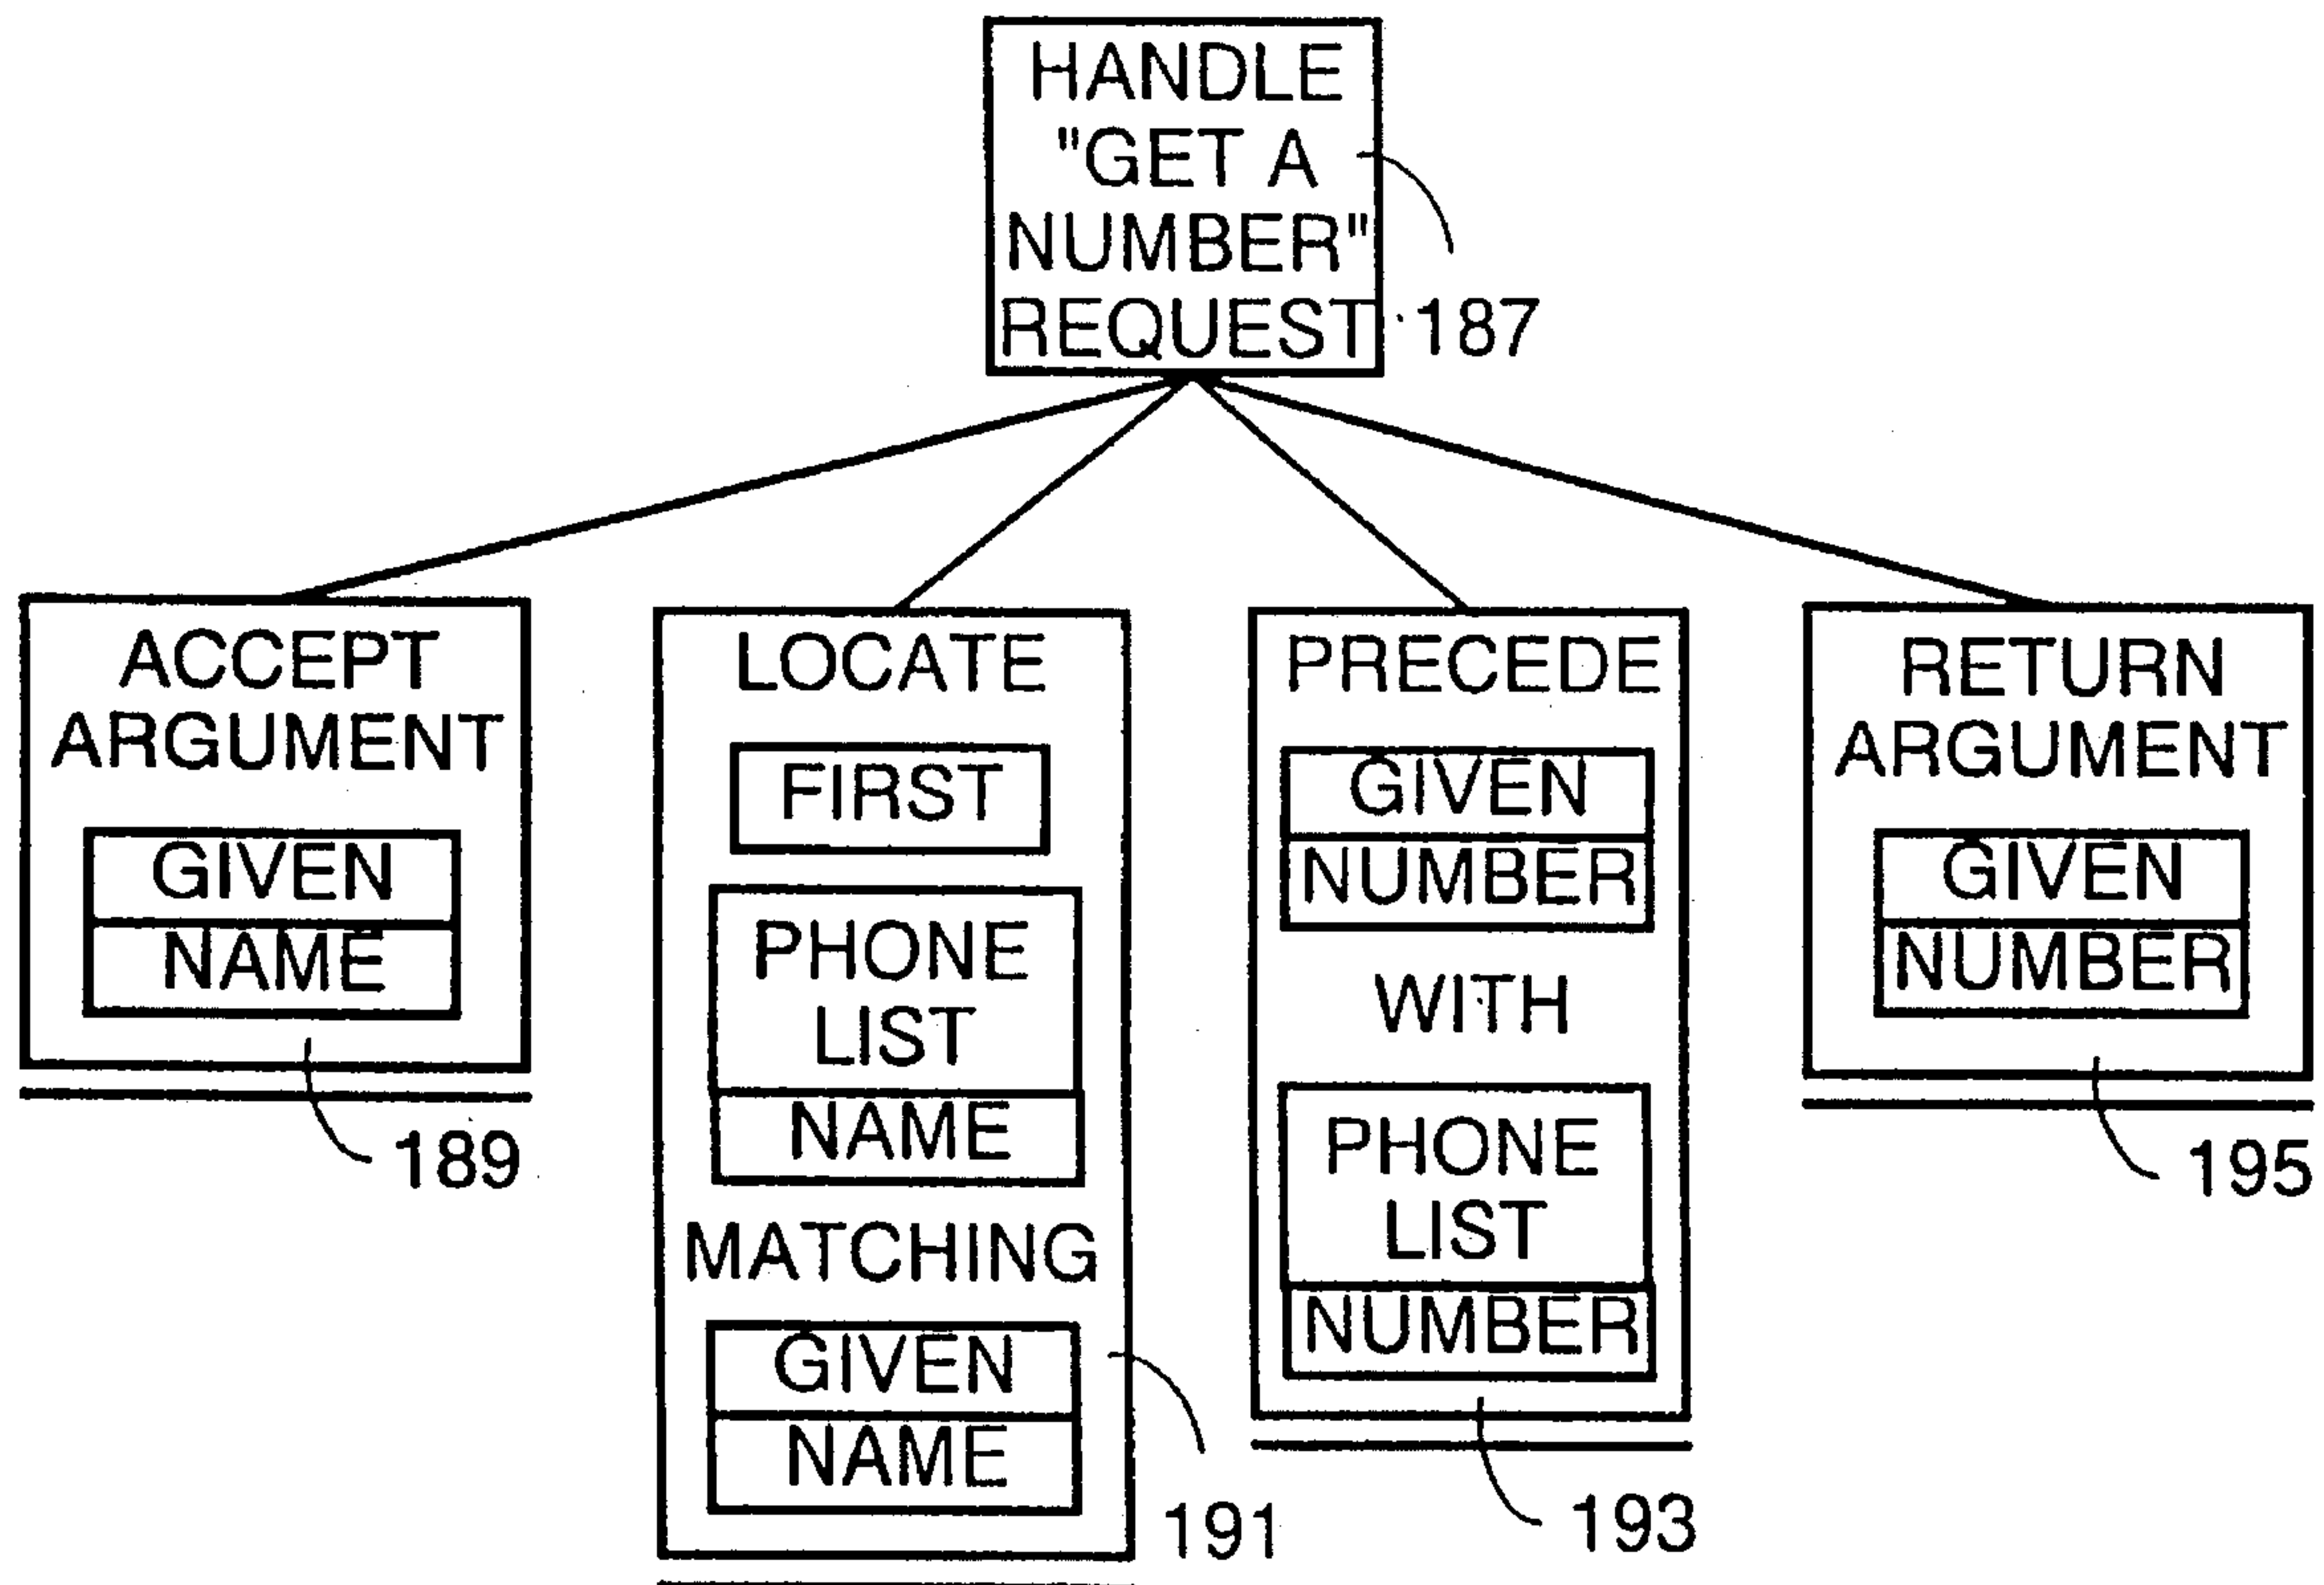 HANDLE
"GET A
NUMBER"
REQUEST
187
ACCEPT
ARGUMENT
GIVEN
NAME
189
LOCATE
FIRST
PHONE
LIST
NAME
MATCHING
GIVEN
NAME
191
PRECEDE
GIVEN
NUMBER
WITH
PHONE
LIST
NUMBER
193
RETURN
ARGUMENT
GIVEN
NUMBER
195